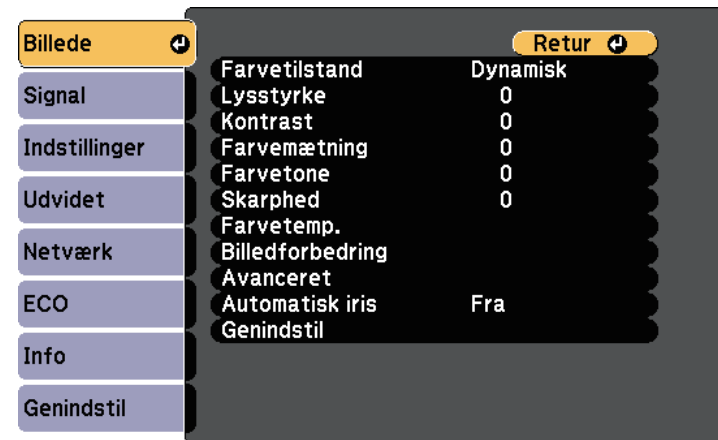 Billede
Signal
Indstillinger
Udvidet
Netværk
ECO
Info
Genindstil
Retur
Farvetilstand Dynamisk
Lysstyrke 0
Kontrast 0
Farvemætning 0
Farvetone 0
Skarphed 0
Farvetemp.
Billedforbedring
Avanceret
Automatisk iris Fra
Genindstil